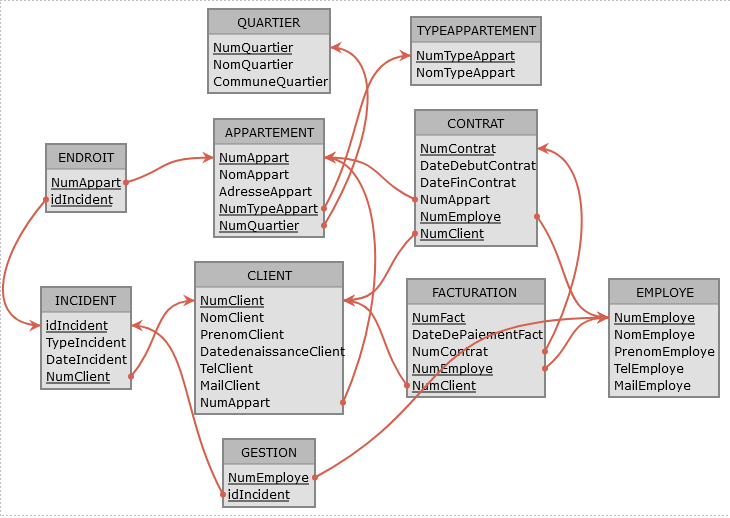 QUARTIER
NumQuartier
NomQuartier
CommuneQuartier
TYPEAPPARTEMENT
NumTypeAppart
NomTypeAppart
APPARTEMENT
NumAppart
NomAppart
AdresseAppart
NumTypeAppart
NumQuartier
CONTRAT
NumContrat
DateDebutContrat
DateFinContrat
NumAppart
NumEmploye
NumClient
ENDROIT
NumAppart
idIncident
INCIDENT
idIncident
TypeIncident
DateIncident
NumClient
CLIENT
NumClient
NomClient
PrenomClient
DatedenaissanceClient
TelClient
MailClient
NumAppart
FACTURATION
NumFact
DateDePaiementFact
NumContrat
NumEmploye
NumClient
EMPLOYE
NumEmploye
NomEmploye
PrenomEmploye
TelEmploye
MailEmploye
GESTION
NumEmploye
idIncident